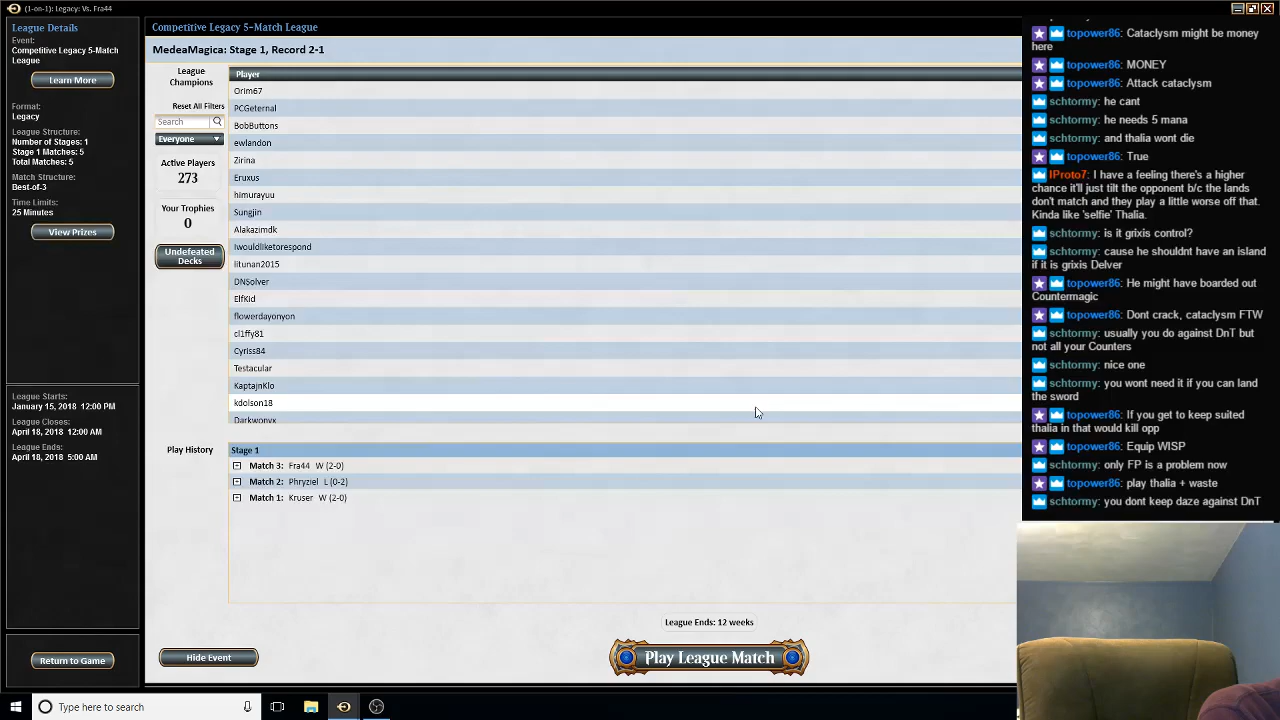 (1-on-1): Legacy: Vs. Fra44
League Details
Event:
Competitive Legacy 5-Match
League
Learn More
Format:
Legacy
League Structure:
Number of Stages: 1
Stage 1 Matches: 5
Total Matches: 5
Match Structure:
Best-of-3
Time Limits:
25 Minutes
View Prizes
League Starts:
January 15, 2018 12:00 PM
League Closes:
April 18, 2018 12:00 AM
League Ends:
April 18, 2018 5:00 AM
Return to Game
Competitive Legacy 5-Match League
MedeaMagica: Stage 1, Record 2-1
League
Champions
Reset All Filters
Search
Everyone
Active Players
273
Your Trophies
0
Undefeated
Decks
Player
Orim67
PCGeternal
BobButtons
ewlandon
Zirina
Eruxus
himurayuu
Sungjin
Alakazimdk
Iwouldliketorespond
litunan2015
DNSolver
ElfKid
flowerdayonyon
cl1ffy81
Cyriss84
Testacular
KaptajnKlo
kdolson18
Darkwonyx
Play History
Stage 1
Match 3: Fra44 W (2-0)
Match 2: Phryziel L (0-2)
Match 1: Kruser W (2-0)
League Ends: 12 weeks
Hide Event
Play League Match
topower86: Cataclysm might be money
here
topower86: MONEY
topower86: Attack cataclysm
schtormy: he cant
schtormy: he needs 5 mana
schtormy: and thalia wont die
topower86: True
IProto7: I have a feeling there's a higher
chance it'll just tilt the opponent b/c the lands
don't match and they play a little worse off that.
Kinda like 'selfie' Thalia.
schtormy: is it grixis control?
schtormy: cause he shouldnt have an island
if it is grixis Delver
topower86: He might have boarded out
Countermagic
topower86: Dont crack, cataclysm FTW
schtormy: usually you do against DnT but
not all your Counters
schtormy: nice one
schtormy: you wont need it if you can land
the sword
topower86: If you get to keep suited
thalia in that would kill opp
topower86: Equip WISP
schtormy: only FP is a problem now
topower86: play thalia + waste
schtormy: you dont keep daze against DnT
Type here to search